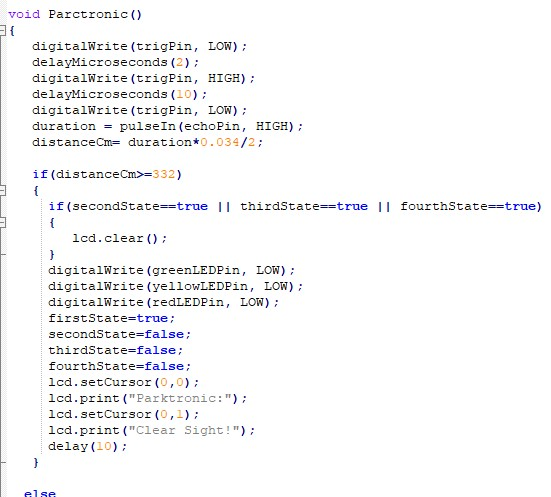 void Parctronic()
{
digitalWrite(trigPin, LOW);
delayMicroseconds(2);
digitalWrite(trigPin, HIGH);
delayMicroseconds(10);
digitalWrite(trigPin, LOW);
duration = pulseIn(echoPin, HIGH);
distanceCm= duration*0.034/2;
if(distanceCm>=332)
{
if(secondState==true || thirdState==true || fourthState==true)
{
lcd.clear();
}
digitalWrite(greenLEDPin, LOW);
digitalWrite(yellowLEDPin, LOW);
digitalWrite(redLEDPin, LOW);
firstState=true;
secondState=false;
thirdState=false;
fourthState=false;
lcd.setCursor(0,0);
lcd.print("Parktronic:");
lcd.setCursor(0,1);
lcd.print("Clear Sight!");
delay(10);
}
else